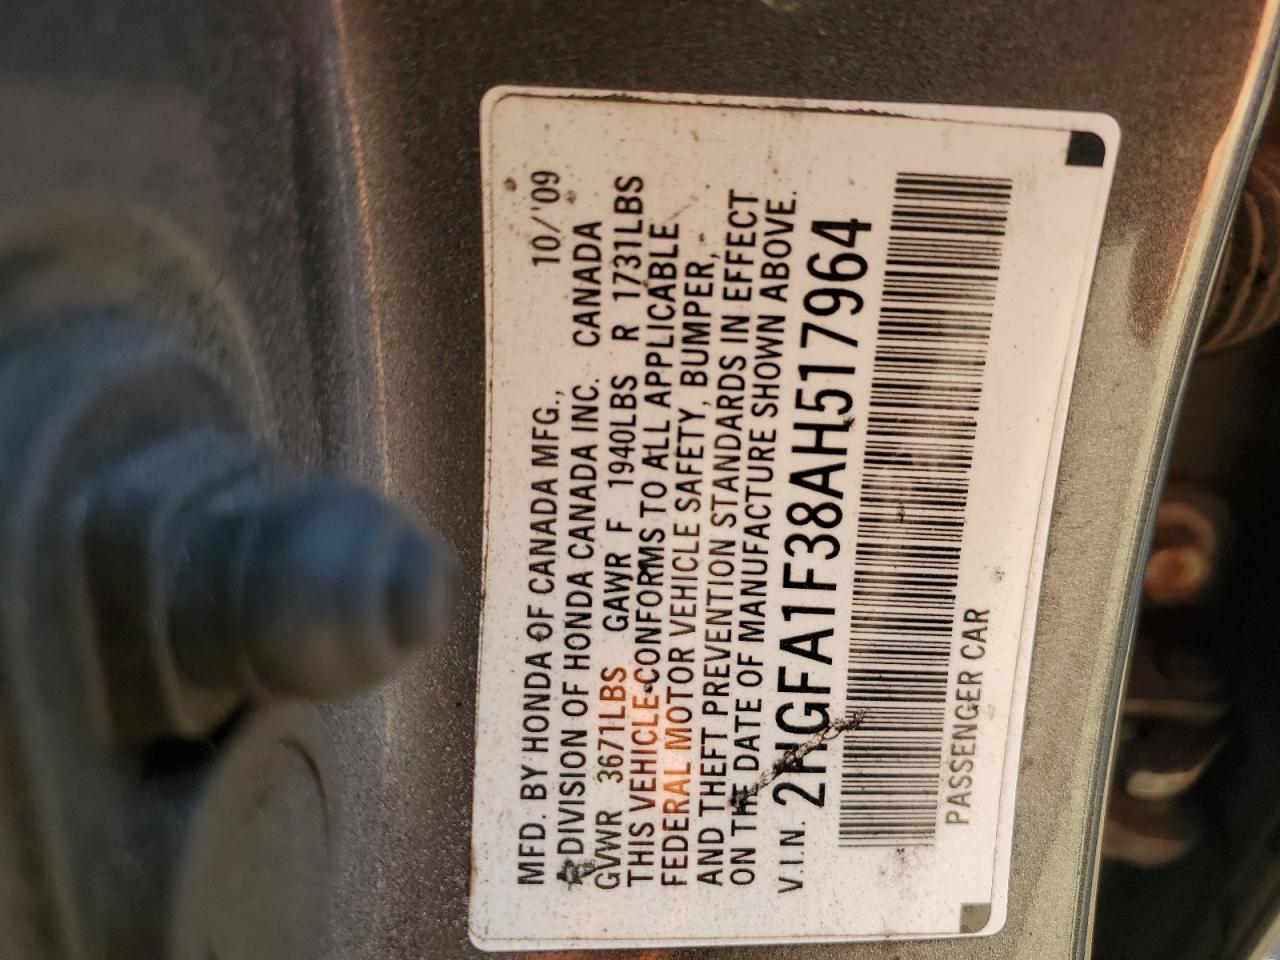 MFD. BY HONDA OF CANADA MFG., 10/'09
A DIVISION OF HONDA CANADA INC. CANADA
GVWR 3671LBS GAWR F 1940LBS R 1731LBS
THIS VEHICLE CONFORMS TO ALL APPLICABLE
FEDERAL MOTOR VEHICLE SAFETY, BUMPER,
AND THEFT PREVENTION STANDARDS IN EFFECT
ON THE DATE OF MANUFACTURE SHOWN ABOVE.
V.I.N. 2HGFA1F38AH517964
PASSENGER CAR